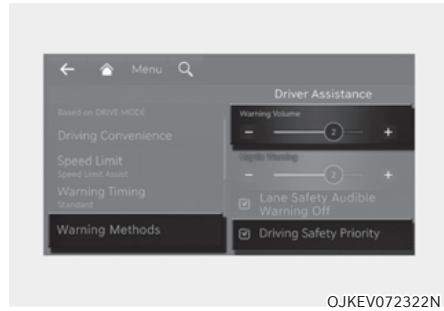 Menu
Driver Assistance
Based on DRIVE MODE
Driving Convenience
Speed Limit
Speed Limit Assist
Warning Timing
Standard
Warning Methods
Warning Volume
- 2 +
Warning
- 2 +
Lane Safety Audible
Warning Off
Driving Safety Priority
OJKEV072322N